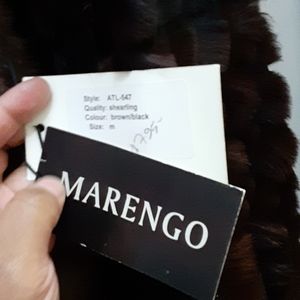 Style: ATL-547
Quality: shearling
Colour: brown/black
Size: m
MARENGO